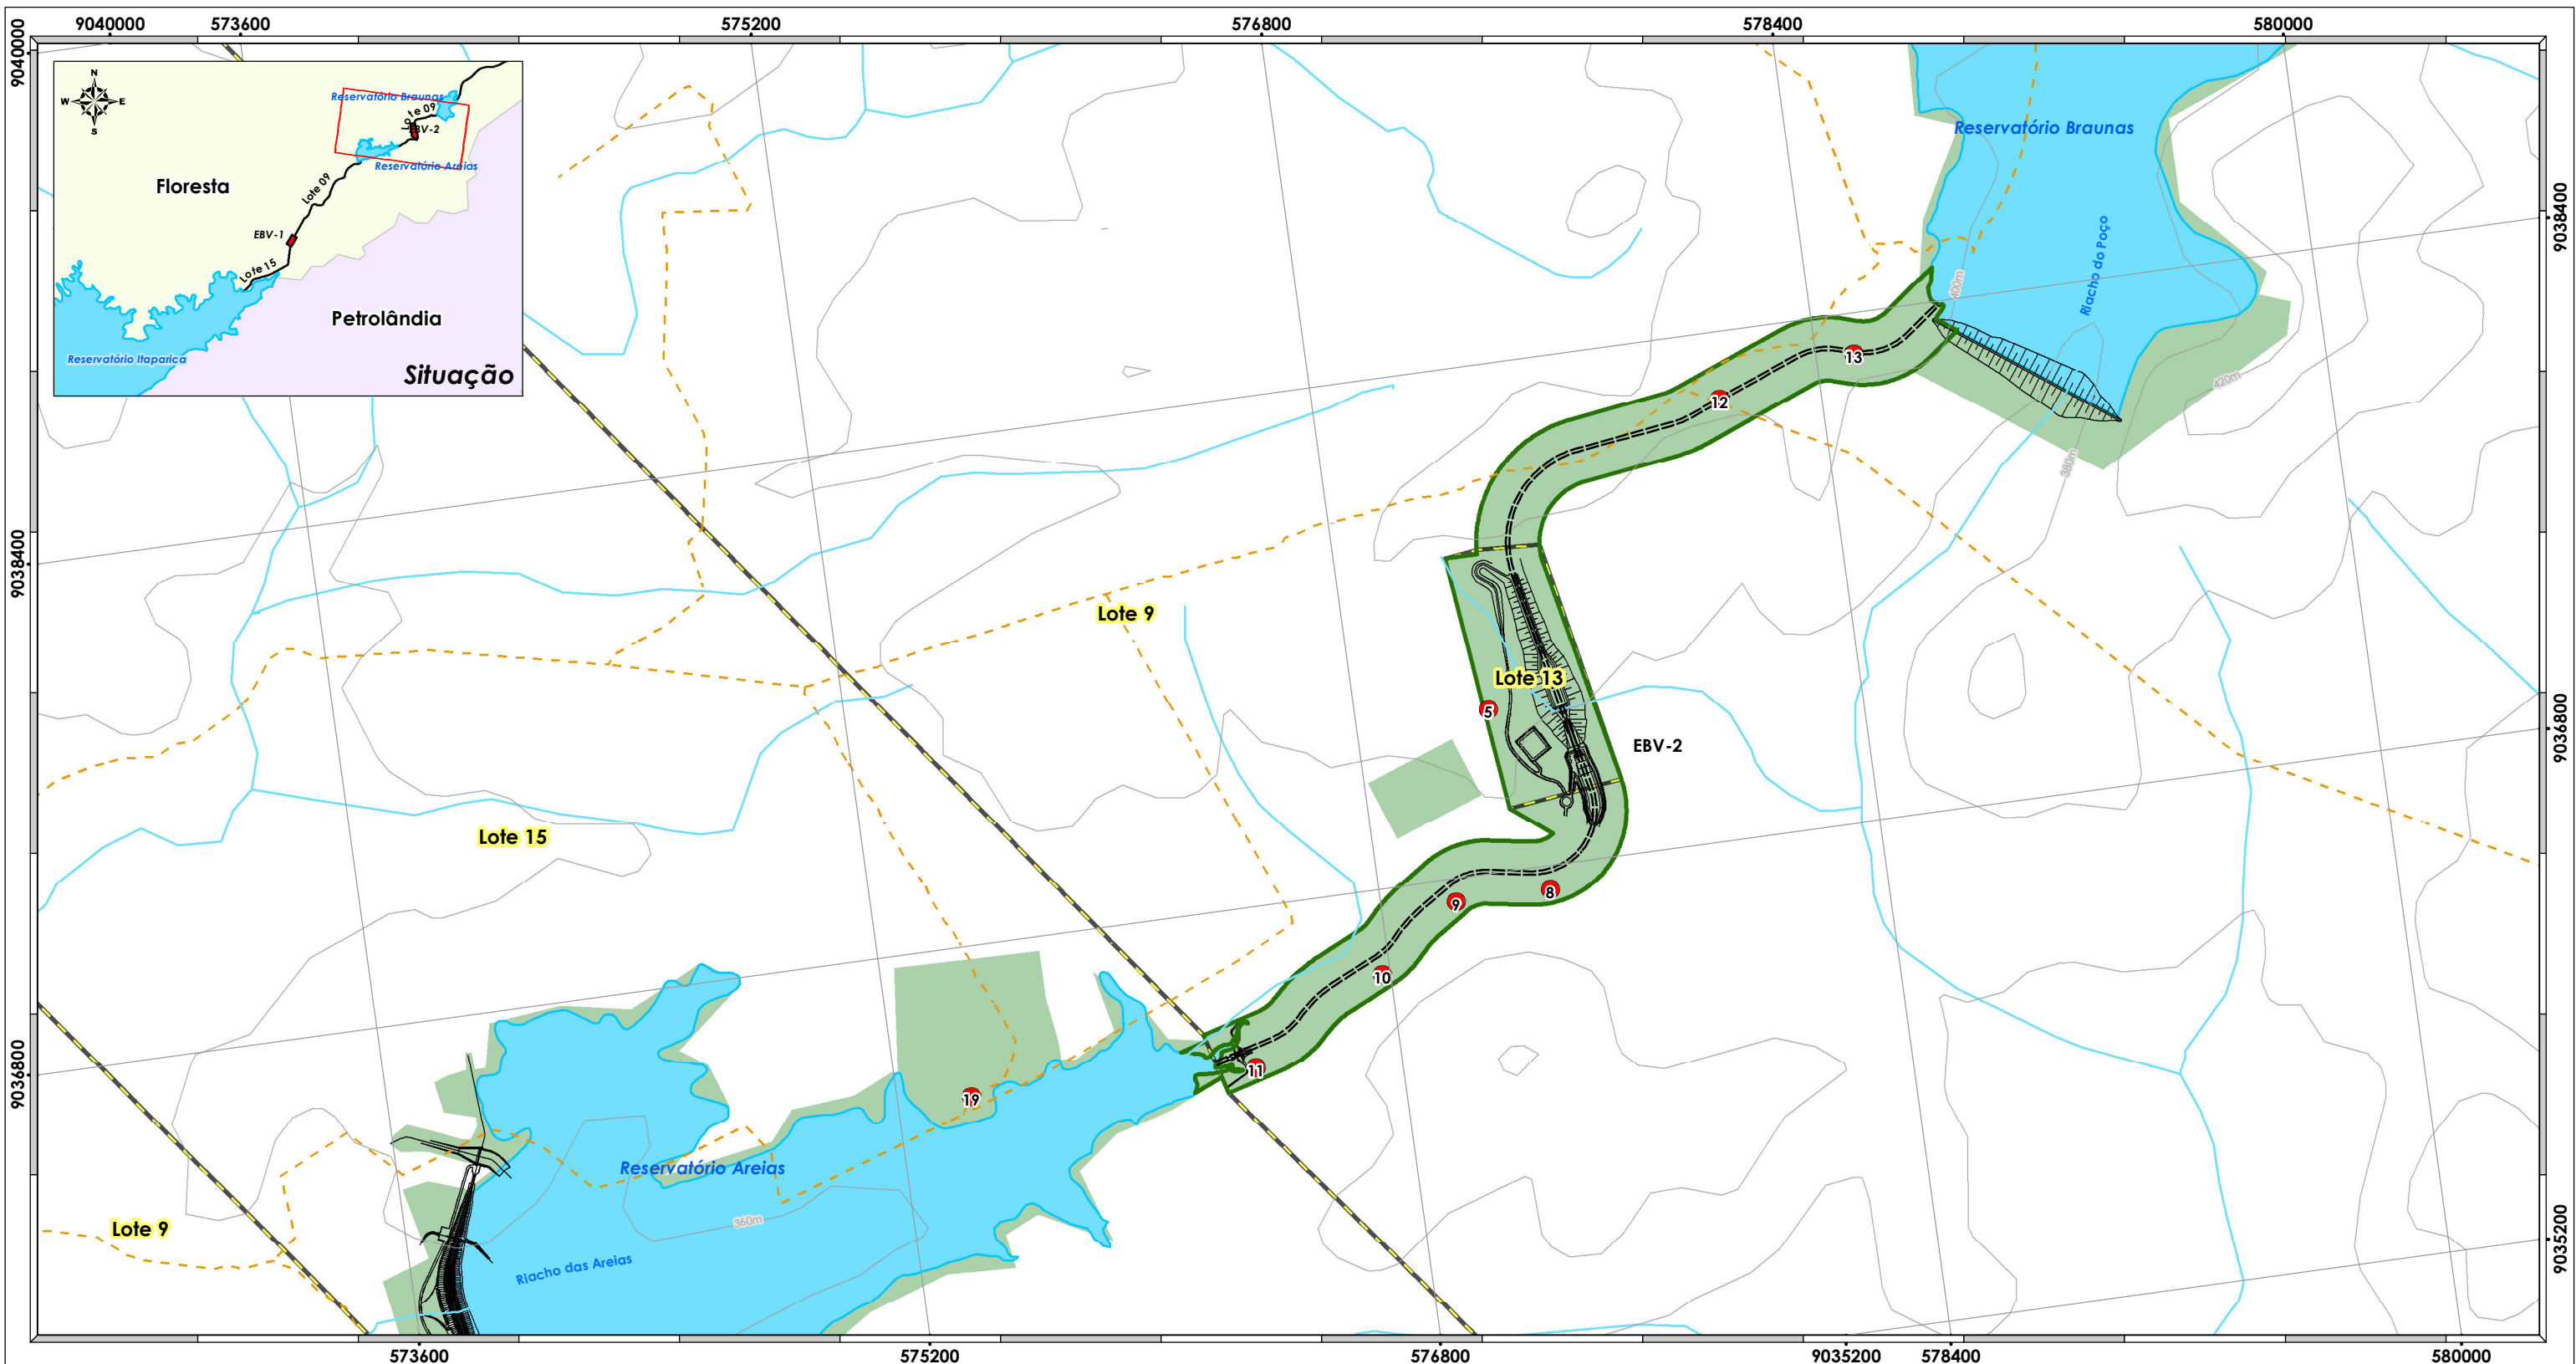 9040000 573600 575200 576800 578400 580000
9040000
N
W E
S
Reservatório Braunas
Lote 09
EBV-2
Reservatório Areias
Floresta
Lote 09
EBV-1
Lote 15
Petrolândia
Reservatório Itaparica
Situação
Reservatório Braunas
9038400
Riacho do Poço
400m
13
420m
12
380m
9038400
Lote 9
Lote 13
5
EBV-2
9036800
Lote 15
8
9
10
11
9036800
19
Reservatório Areias
360m
Lote 9
Riacho das Areias
9035200
573600 575200 576800 9035200 578400 580000